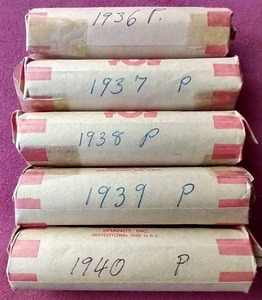 1936 P.
1937 P
1938 P
1939 P
BRANDT, INC.
WATERTOWN, WIS. U.S.A.
1940 P